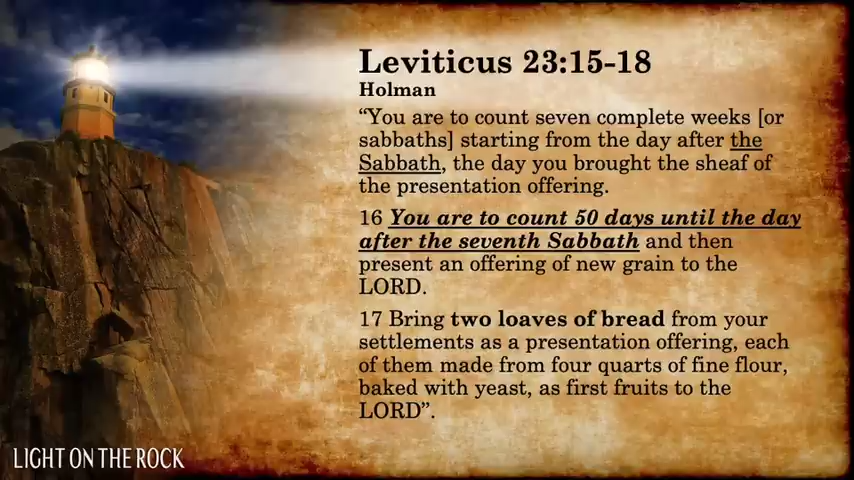 Leviticus 23:15-18
Holman
“You are to count seven complete weeks [or
sabbaths] starting from the day after the
Sabbath, the day you brought the sheaf of
the presentation offering.
16 You are to count 50 days until the day
after the seventh Sabbath and then
present an offering of new grain to the
LORD.
17 Bring two loaves of bread from your
settlements as a presentation offering, each
of them made from four quarts of fine flour,
baked with yeast, as first fruits to the
LORD”.
LIGHT ON THE ROCK